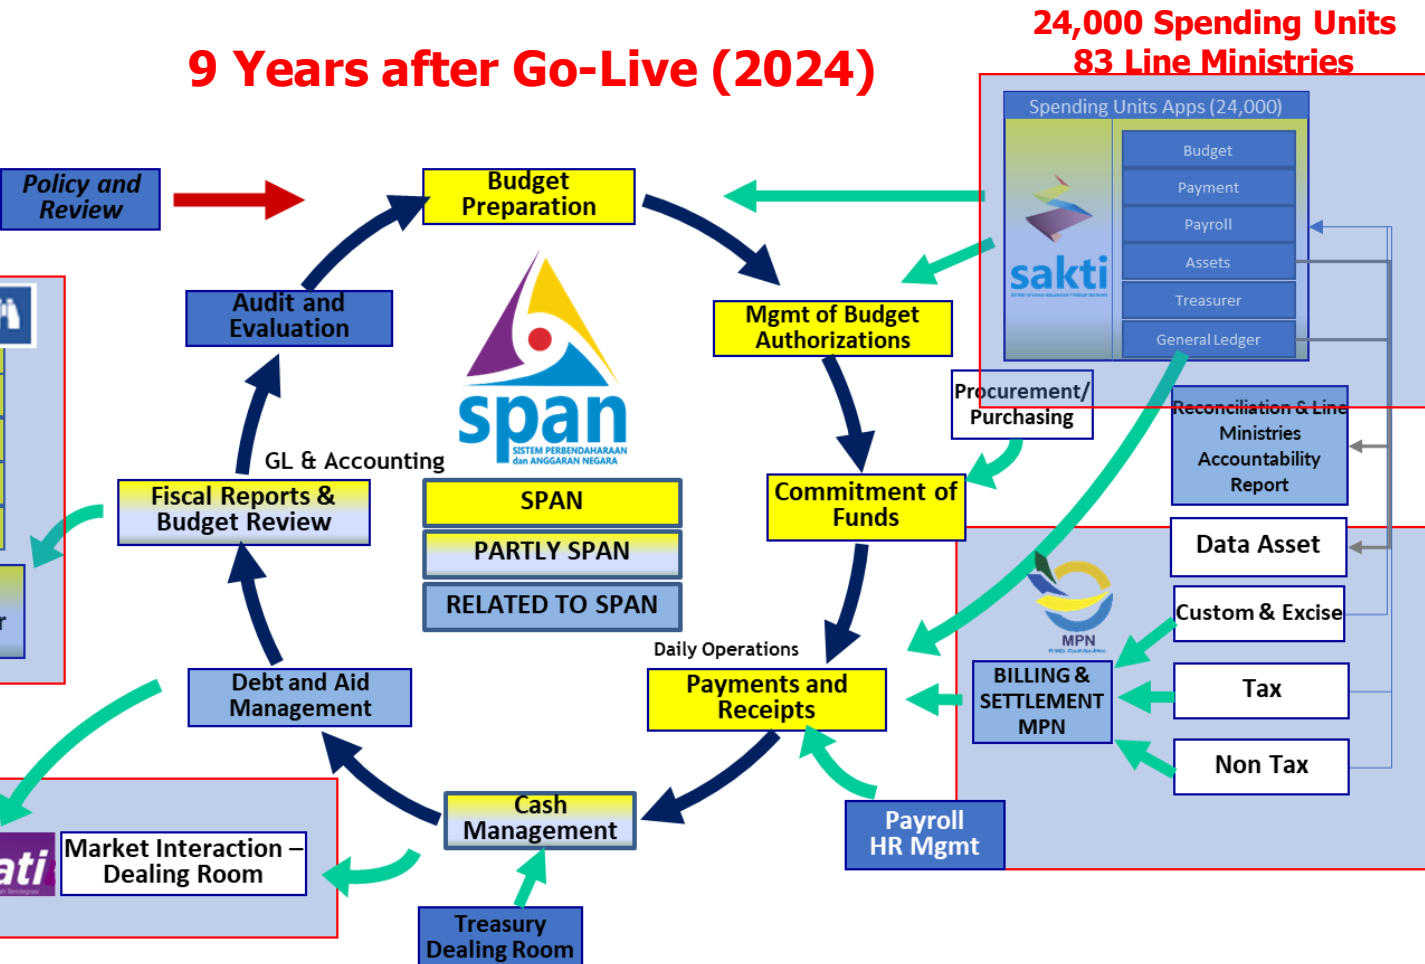 24,000 Spending Units
83 Line Ministries
9 Years after Go-Live (2024)
Spending Units Apps (24,000)
Budget
Payment
Payroll
Assets
Treasurer
General Ledger
sakti
Policy and
Review
Budget
Preparation
Audit and
Evaluation
Mgmt of Budget
Authorizations
span
SISTEM PERBENDAHARAAN
dan ANGGARAN NEGARA
Procurement/
Purchasing
Reconciliation & Line
Ministries
Accountability
Report
GL & Accounting
Fiscal Reports &
Budget Review
SPAN
PARTLY SPAN
RELATED TO SPAN
Commitment of
Funds
Data Asset
Custom & Excise
MPN
r
Daily Operations
Debt and Aid
Management
Payments and
Receipts
BILLING &
SETTLEMENT
MPN
Tax
Non Tax
Cash
Management
Payroll
HR Mgmt
ati
Market Interaction –
Dealing Room
Treasury
Dealing Room